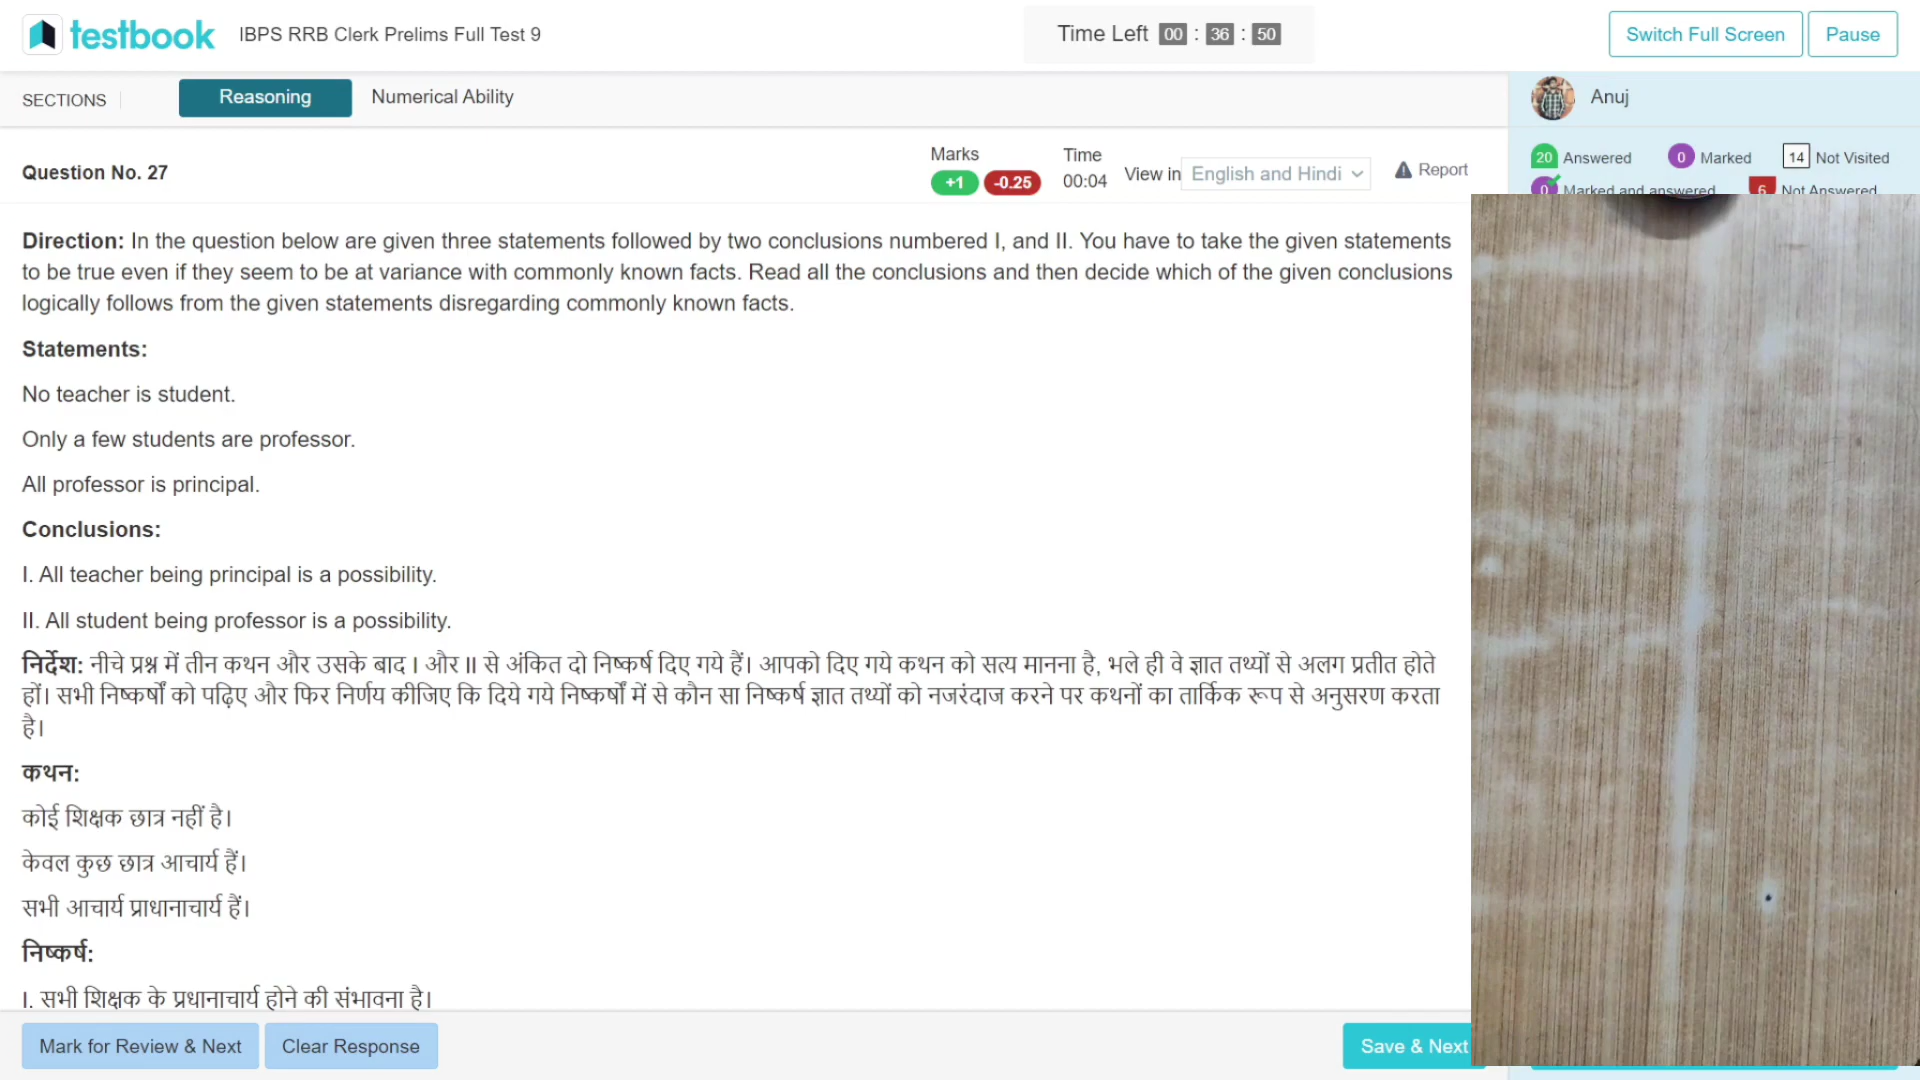 testbook IBPS RRB Clerk Prelims Full Test 9 Time Left 00 : 36 : 50 Switch Full Screen Pause
SECTIONS Reasoning Numerical Ability Anuj
Question No. 27 Marks +1 -0.25 Time 00:04 View in English and Hindi Report
20 Answered 0 Marked 14 Not Visited
0 Marked and answered 6 Not Answered
Direction: In the question below are given three statements followed by two conclusions numbered I, and II. You have to take the given statements
to be true even if they seem to be at variance with commonly known facts. Read all the conclusions and then decide which of the given conclusions
logically follows from the given statements disregarding commonly known facts.
Statements:
No teacher is student.
Only a few students are professor.
All professor is principal.
Conclusions:
I. All teacher being principal is a possibility.
II. All student being professor is a possibility.
निर्देश: नीचे प्रश्न में तीन कथन और उसके बाद I और II से अंकित दो निष्कर्ष दिए गये हैं। आपको दिए गये कथन को सत्य मानना है, भले ही वे ज्ञात तथ्यों से अलग प्रतीत होते
हों। सभी निष्कर्षों को पढ़िए और फिर निर्णय कीजिए कि दिये गये निष्कर्षों में से कौन सा निष्कर्ष ज्ञात तथ्यों को नजरंदाज करने पर कथनों का तार्किक रूप से अनुसरण करता
है।
कथन:
कोई शिक्षक छात्र नहीं है।
केवल कुछ छात्र आचार्य हैं।
सभी आचार्य प्राधानाचार्य हैं।
निष्कर्ष:
I. सभी शिक्षक के प्रधानाचार्य होने की संभावना है।
Mark for Review & Next Clear Response Save & Next